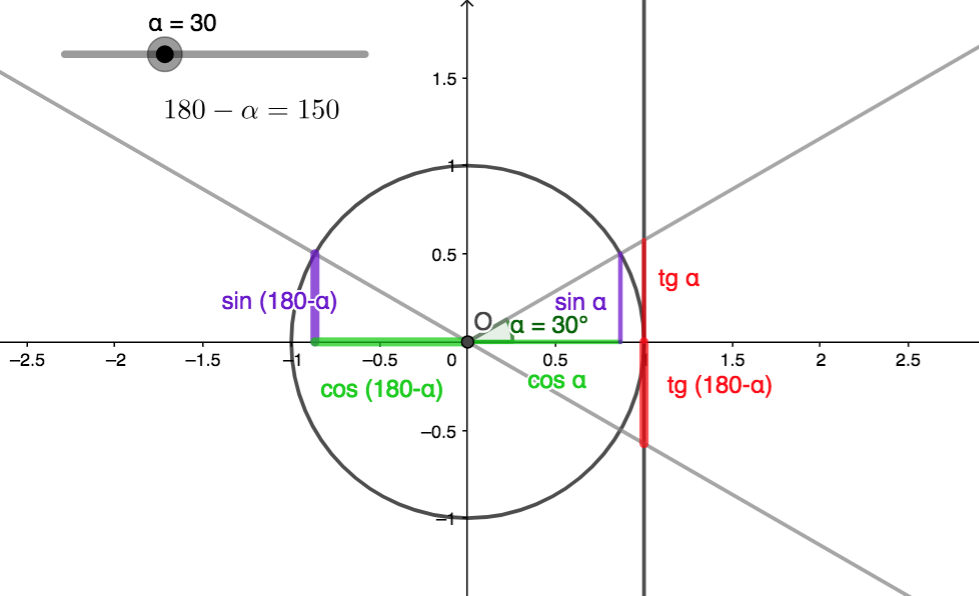 α = 30
180 − α = 150
1.5
1
0.5
tg α
sin (180-α)
sin α
O
α = 30°
−2.5 −2 −1.5 −1 −0.5 0 0.5 1 1.5 2 2.5
cos (180-α)
cos α
tg (180-α)
−0.5
−1